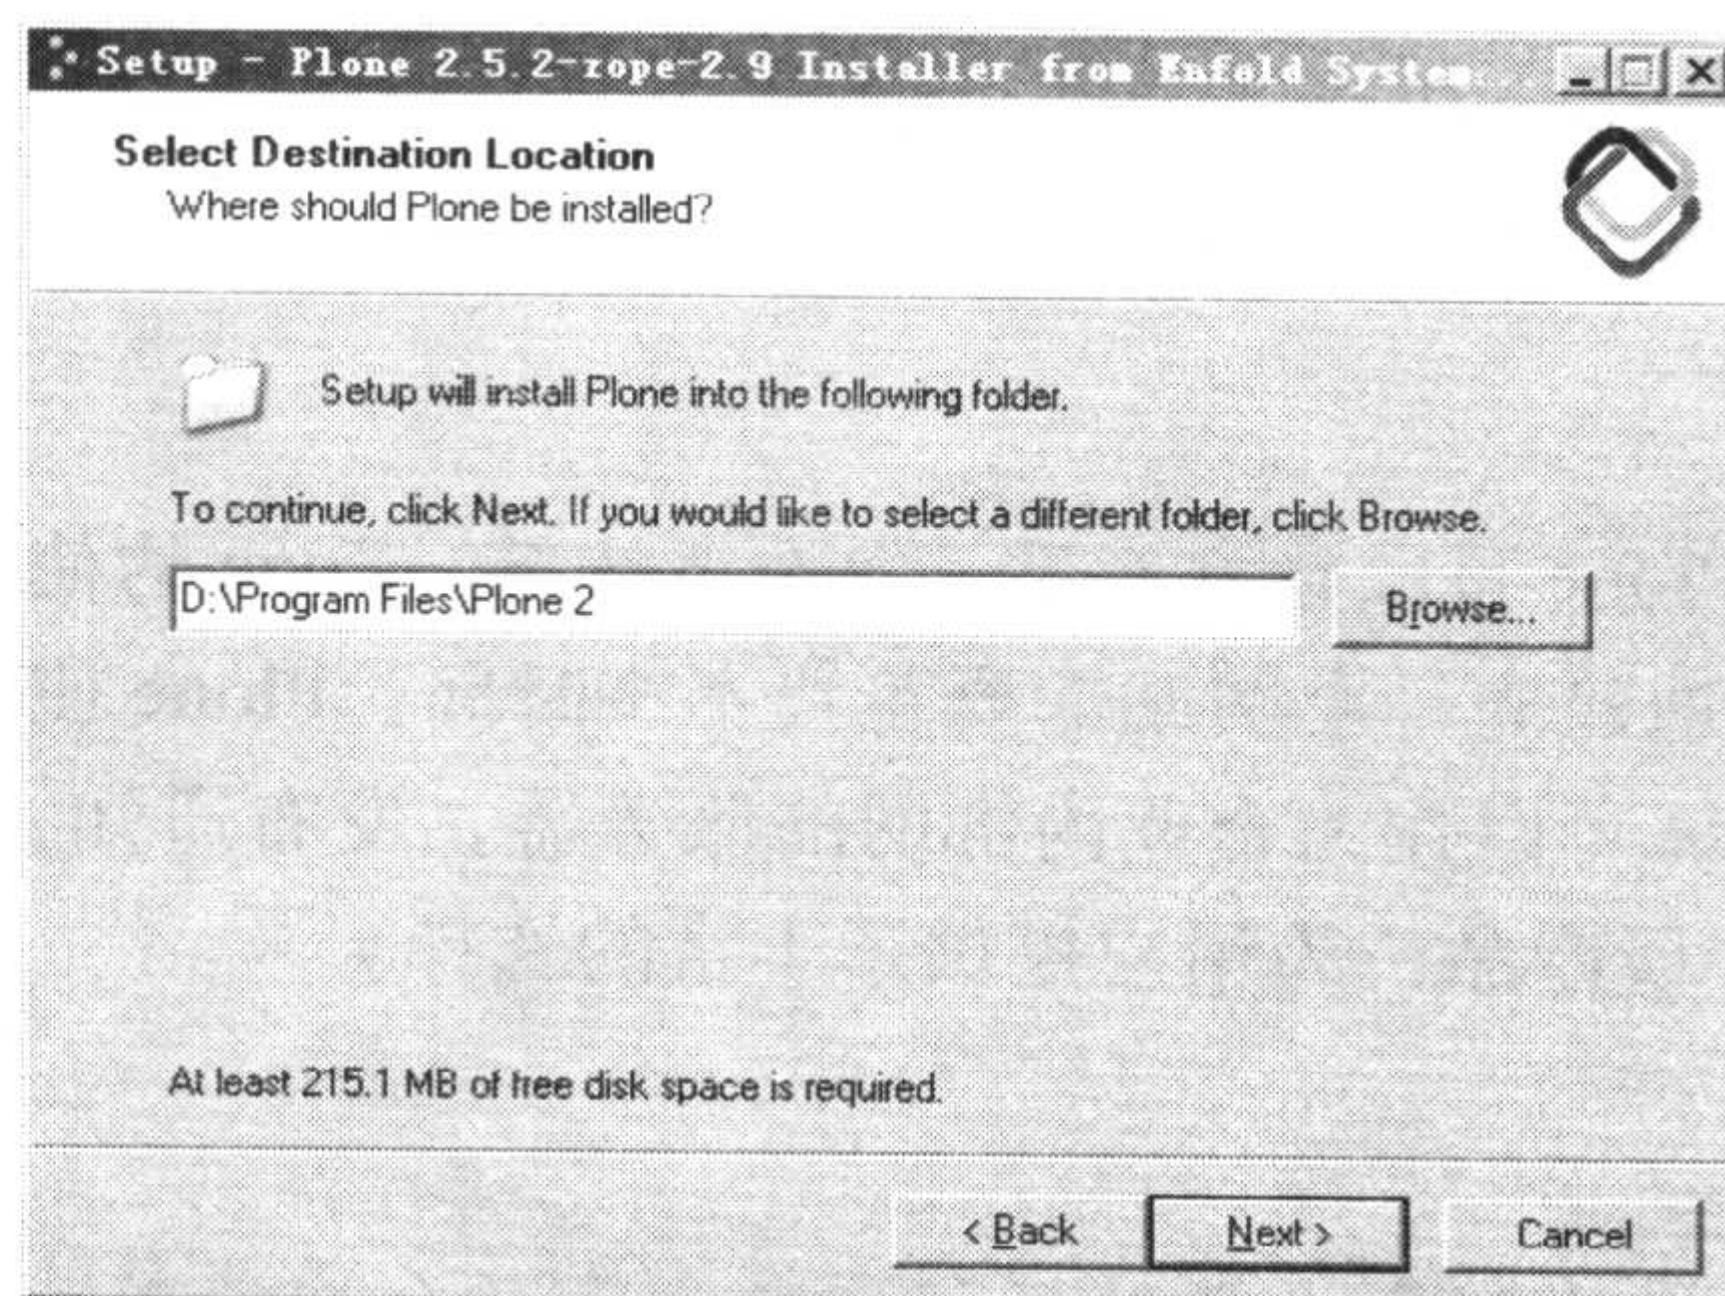 Setup - Plone 2.5.2-zope-2.9 Installer from Enfold System...
Select Destination Location
Where should Plone be installed?
Setup will install Plone into the following folder.
To continue, click Next. If you would like to select a different folder, click Browse.
D:\Program Files\Plone 2
Browse...
At least 215.1 MB of free disk space is required.
< Back
Next >
Cancel